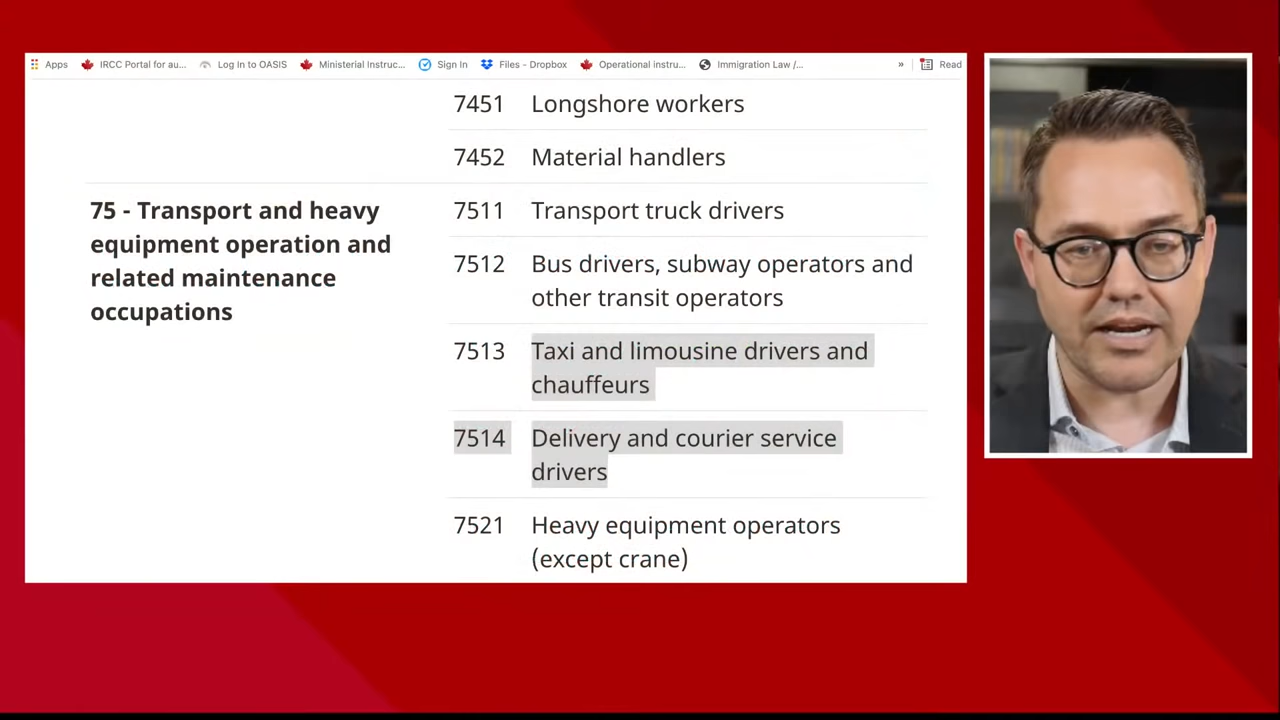 Apps IRCC Portal for au... Log In to OASIS Ministerial Instruc... Sign In Files - Dropbox Operational instru... Immigration Law /... » Read
7451 Longshore workers
7452 Material handlers
75 - Transport and heavy
equipment operation and
related maintenance
occupations
7511 Transport truck drivers
7512 Bus drivers, subway operators and
other transit operators
7513 Taxi and limousine drivers and
chauffeurs
7514 Delivery and courier service
drivers
7521 Heavy equipment operators
(except crane)